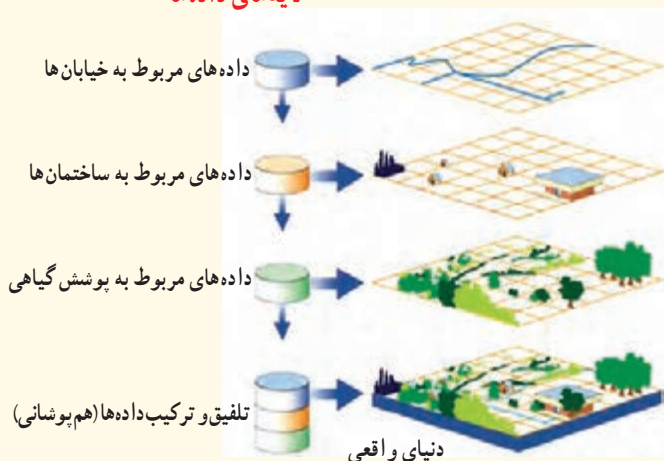 داده‌های مربوط به خیابان‌ها
داده‌های مربوط به ساختمان‌ها
داده‌های مربوط به پوشش گیاهی
تلفیق و ترکیب داده‌ها (هم‌پوشانی)
دنیای واقعی